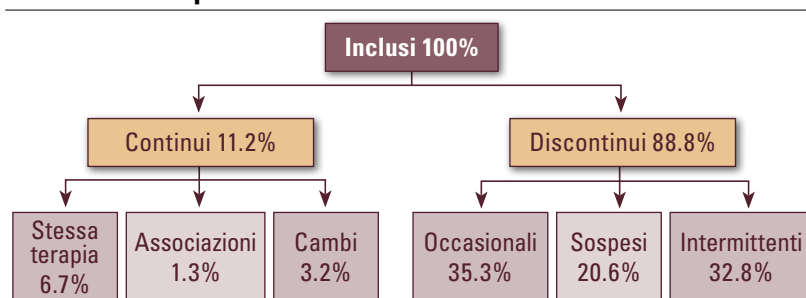 Inclusi 100%
Continui 11.2%
Discontinui 88.8%
Stessa
terapia
6.7%
Associazioni
1.3%
Cambi
3.2%
Occasionali
35.3%
Sospesi
20.6%
Intermittenti
32.8%